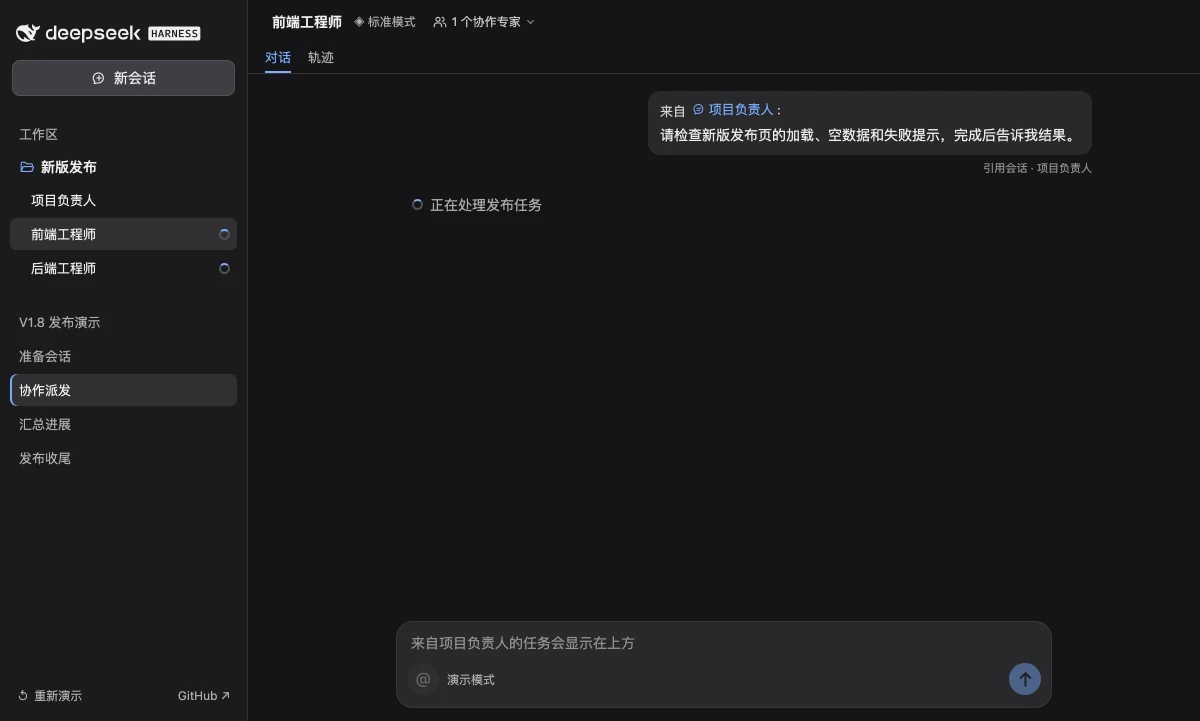 deepseek HARNESS
新会话
工作区
新版发布
项目负责人
前端工程师
后端工程师
V1.8 发布演示
准备会话
协作派发
汇总进展
发布收尾
重新演示
GitHub
前端工程师 标准模式 1 个协作专家
对话 轨迹
来自 项目负责人：
请检查新版发布页的加载、空数据和失败提示，完成后告诉我结果。
引用会话 · 项目负责人
正在处理发布任务
来自项目负责人的任务会显示在上方
@ 演示模式